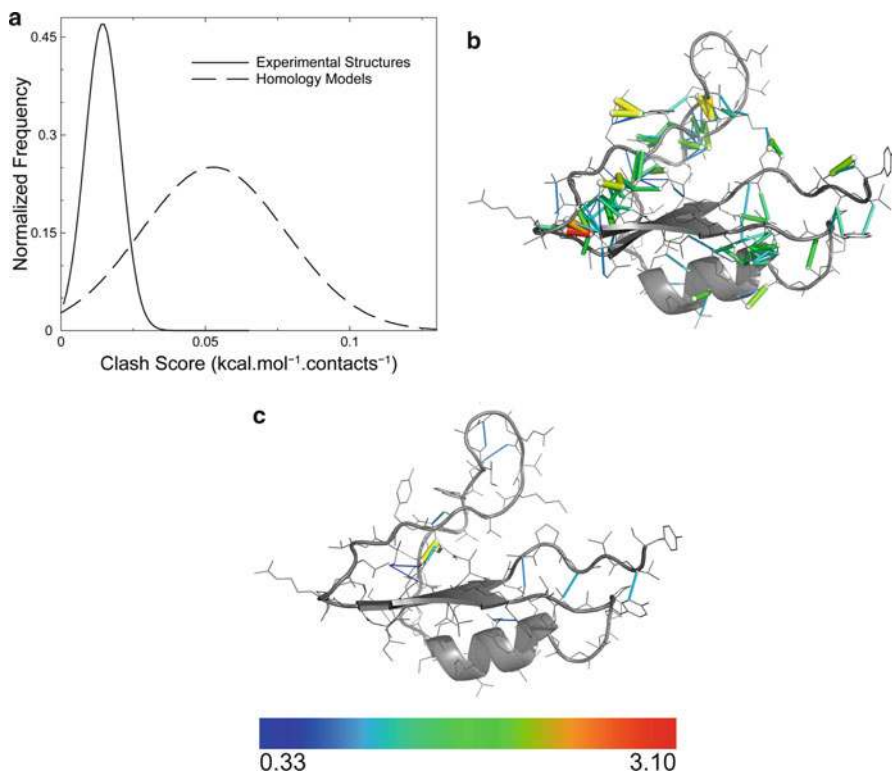 a
0.45
0.3
0.15
0
Normalized Frequency
Experimental Structures
Homology Models
0
0.05
0.1
Clash Score (kcal.mol⁻¹.contacts⁻¹)
b
c
0.33
3.10